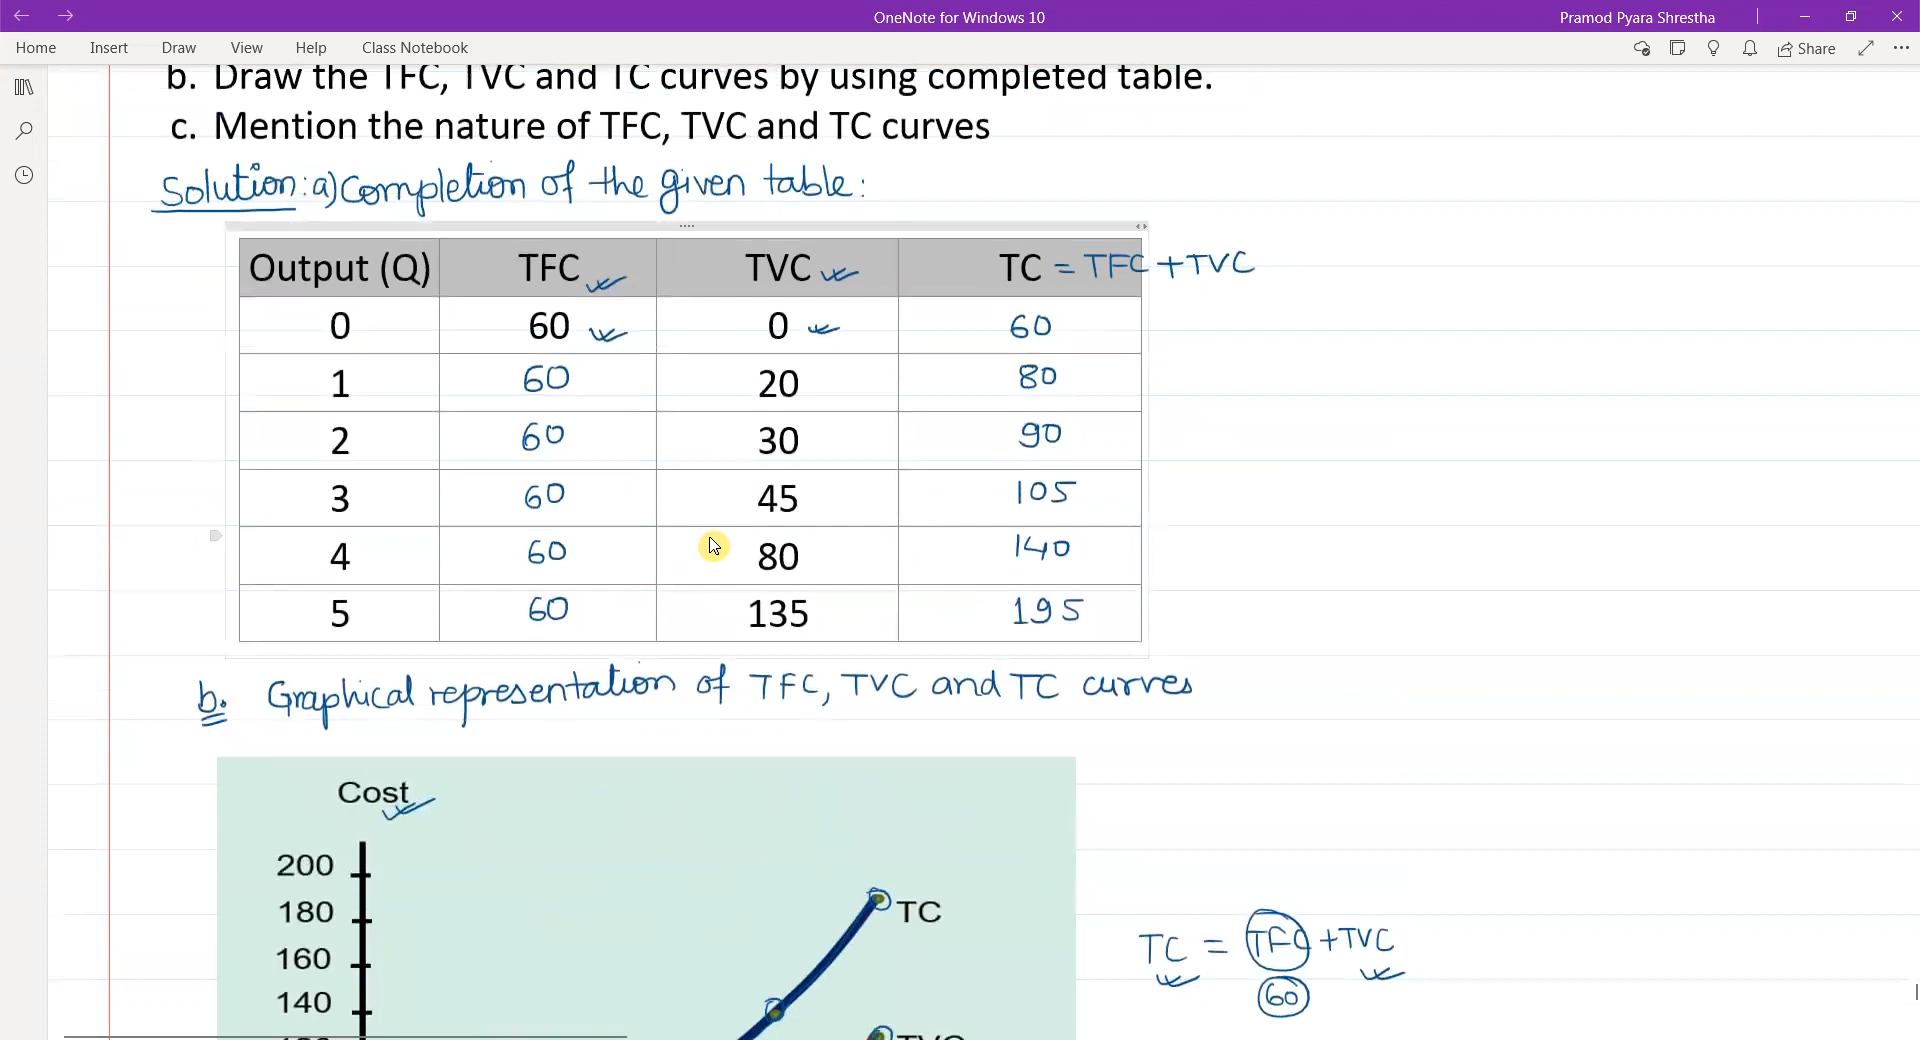 OneNote for Windows 10
Pramod Pyara Shrestha
Home Insert Draw View Help Class Notebook
Share
b. Draw the TFC, TVC and TC curves by using completed table.
c. Mention the nature of TFC, TVC and TC curves
Solution: a) Completion of the given table:
Output (Q) TFC TVC TC = TFC + TVC
0 60 0 60
1 60 20 80
2 60 30 90
3 60 45 105
4 60 80 140
5 60 135 195
b. Graphical representation of TFC, TVC and TC curves
Cost
200
180
TC
160
TC = TFC + TVC
60
140
TVC